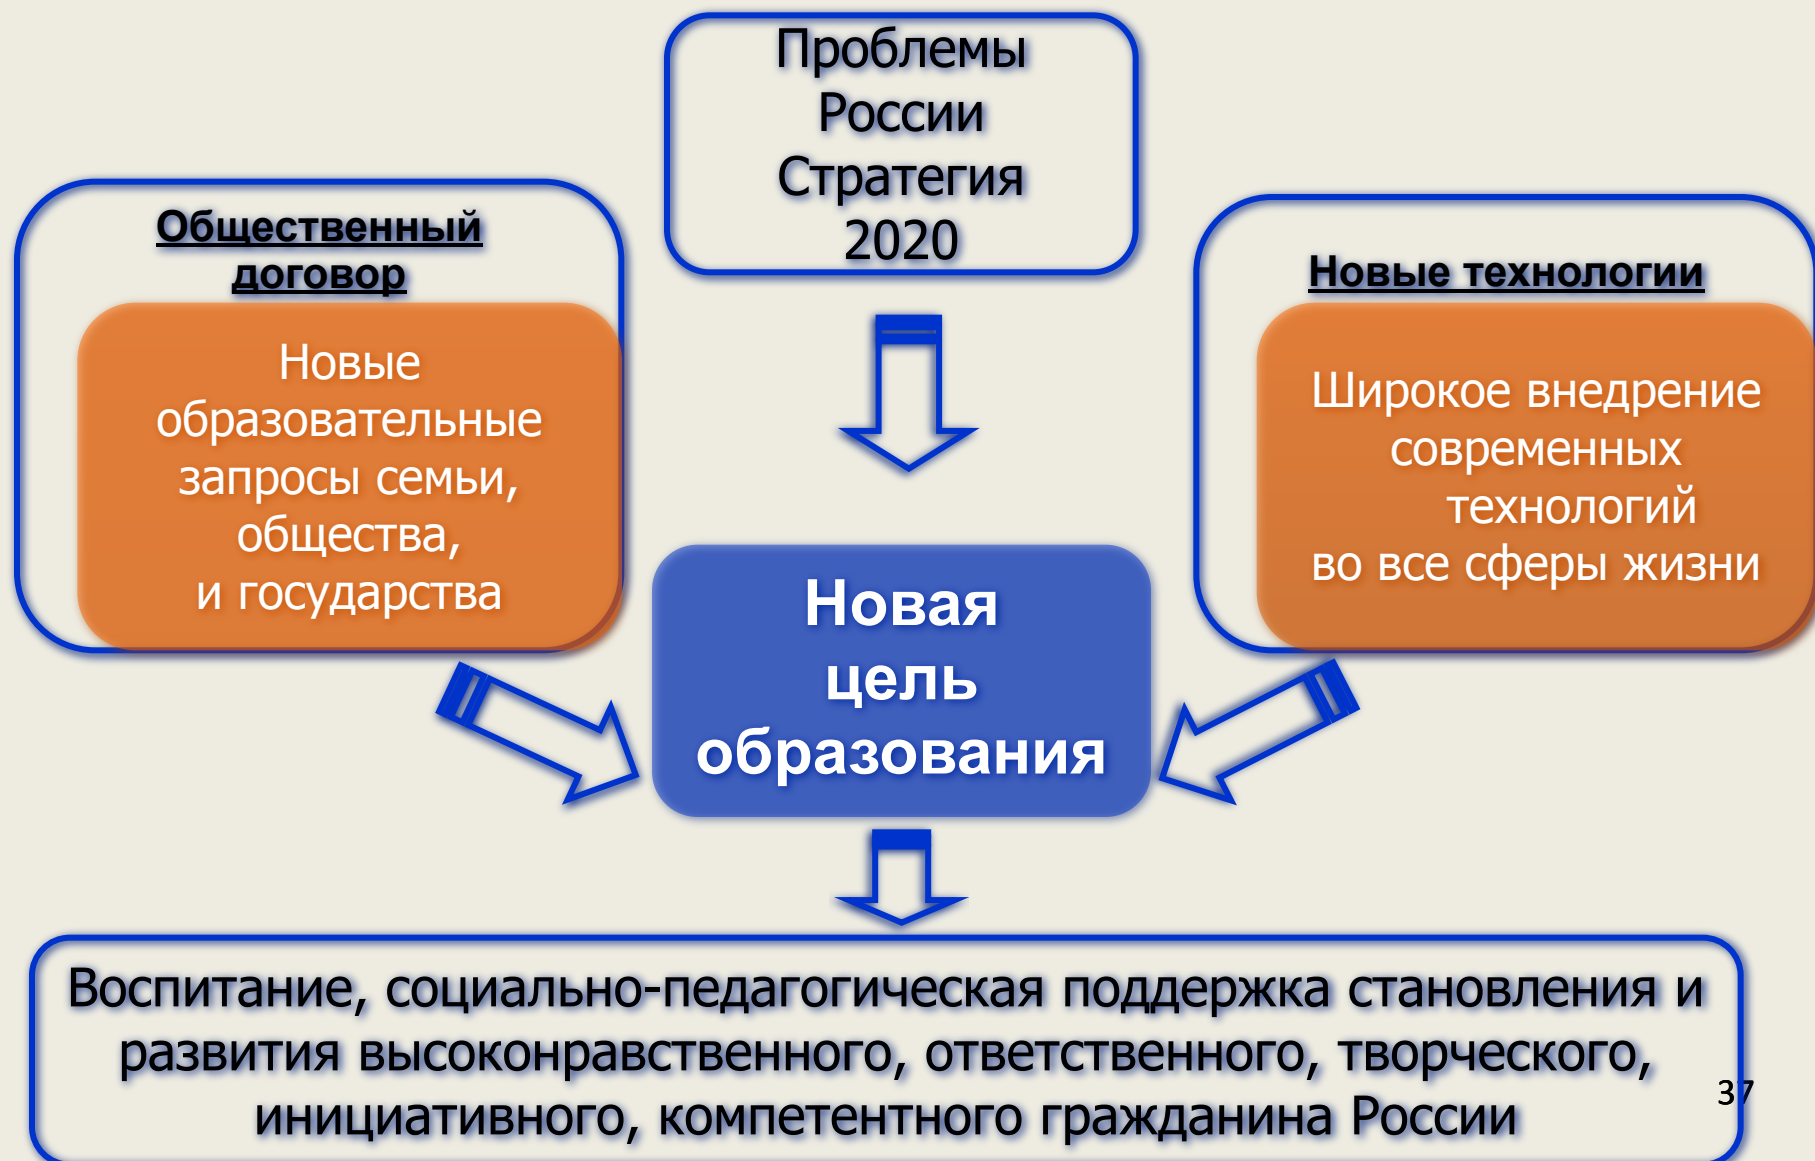 Проблемы
России
Стратегия
2020
Общественный
договор
Новые
образовательные
запросы семьи,
общества,
и государства
Новые технологии
Широкое внедрение
современных
технологий
во все сферы жизни
Новая
цель
образования
Воспитание, социально-педагогическая поддержка становления и
развития высоконравственного, ответственного, творческого,
инициативного, компетентного гражданина России
37